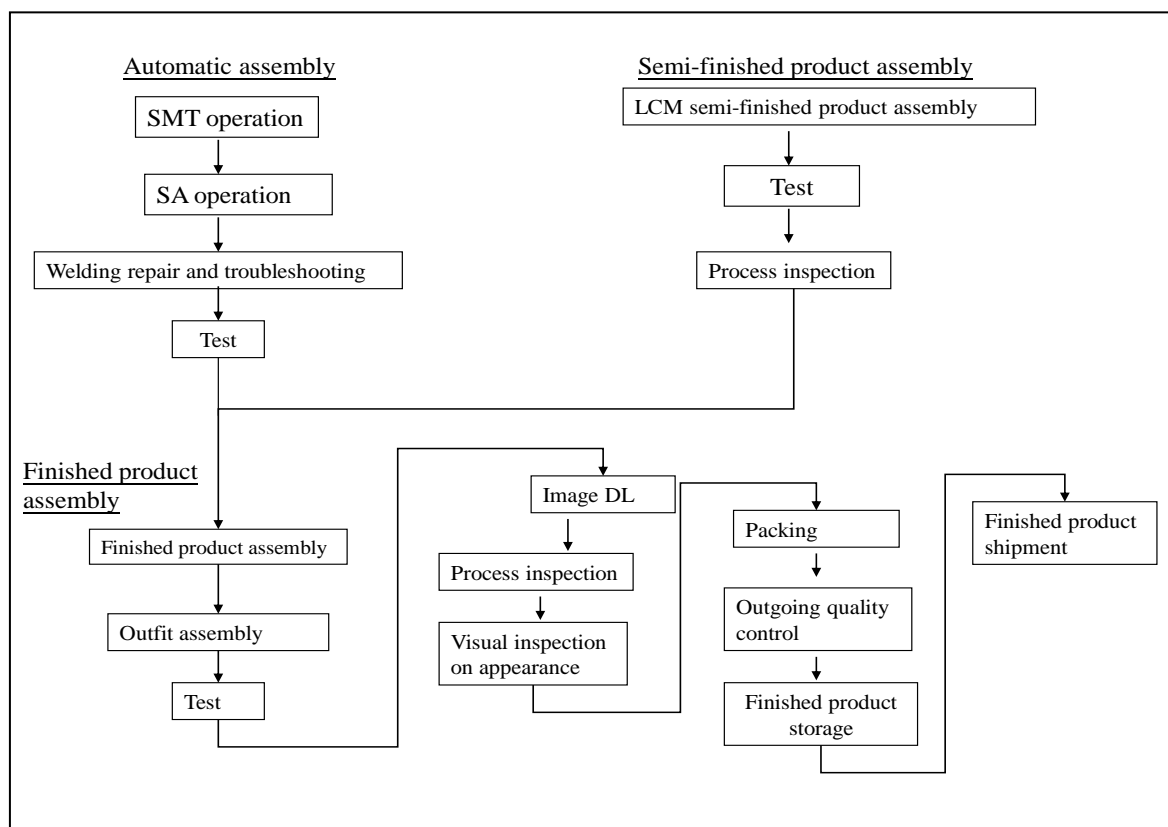 Automatic assembly
SMT operation
SA operation
Welding repair and troubleshooting
Test
Semi-finished product assembly
LCM semi-finished product assembly
Test
Process inspection
Finished product
assembly
Finished product assembly
Outfit assembly
Test
Image DL
Process inspection
Visual inspection
on appearance
Packing
Outgoing quality
control
Finished product
storage
Finished product
shipment